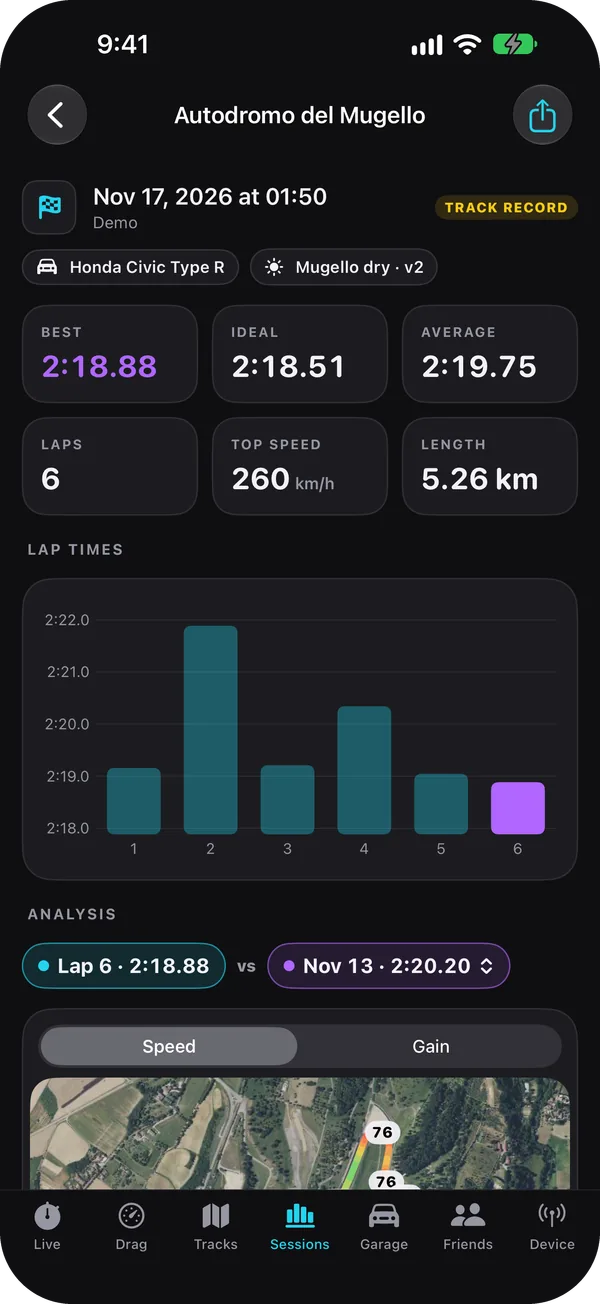 9:41
Autodromo del Mugello
Nov 17, 2026 at 01:50
Demo
TRACK RECORD
Honda Civic Type R
Mugello dry · v2
BEST
2:18.88
IDEAL
2:18.51
AVERAGE
2:19.75
LAPS
6
TOP SPEED
260 km/h
LENGTH
5.26 km
LAP TIMES
2:22.0
2:21.0
2:20.0
2:19.0
2:18.0
1 2 3 4 5 6
ANALYSIS
Lap 6 · 2:18.88 vs Nov 13 · 2:20.20
Speed Gain
76
76
Live Drag Tracks Sessions Garage Friends Device